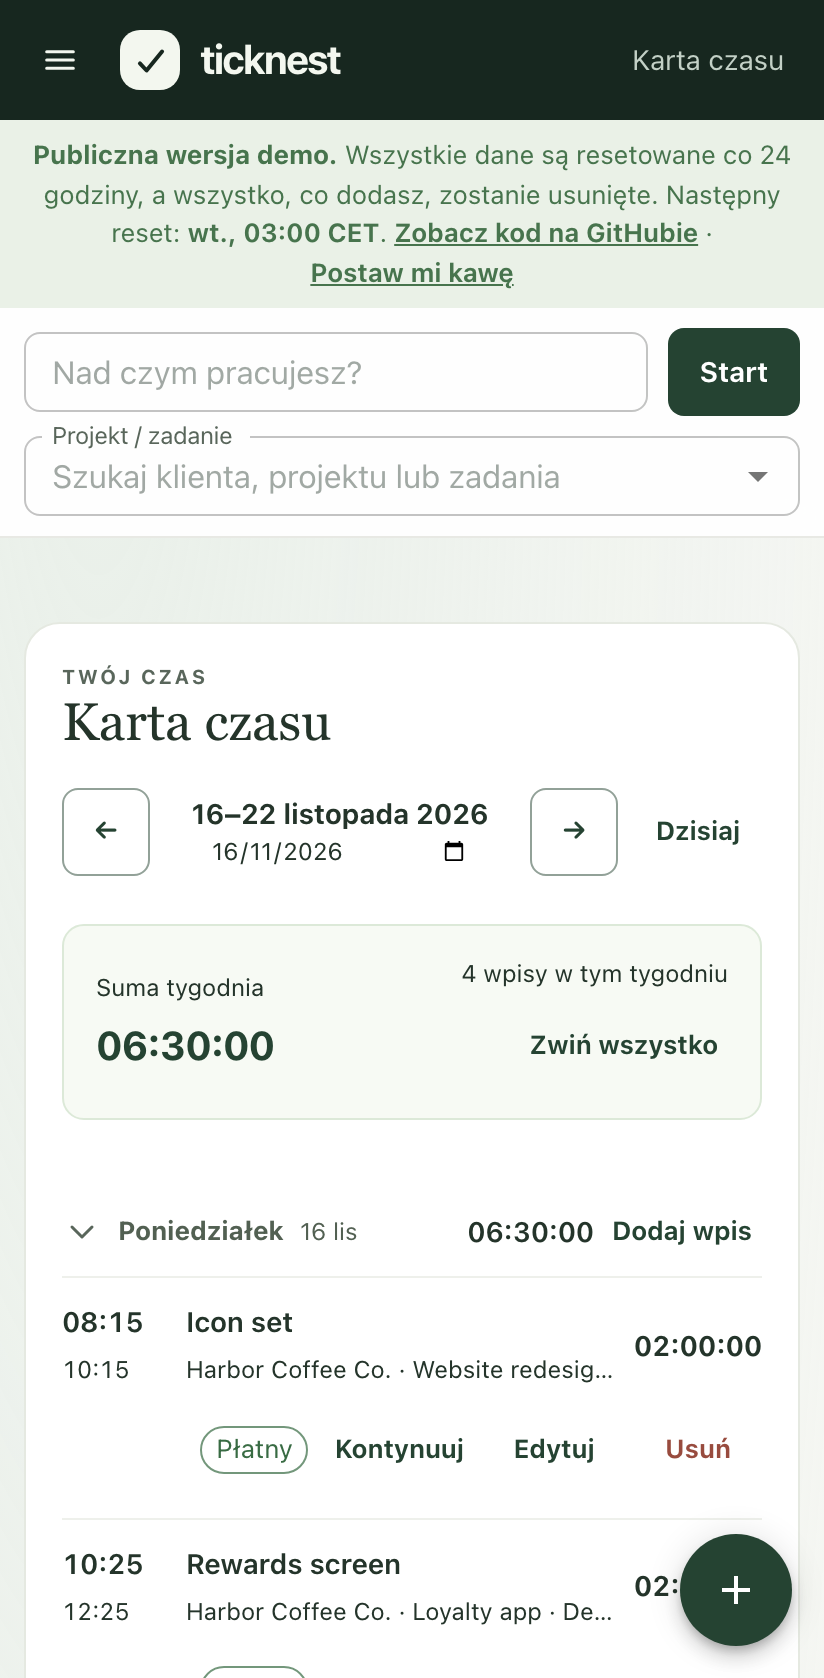 ticknest
Karta czasu
Publiczna wersja demo. Wszystkie dane są resetowane co 24
godziny, a wszystko, co dodasz, zostanie usunięte. Następny
reset: wt., 03:00 CET. Zobacz kod na GitHubie ·
Postaw mi kawę
Nad czym pracujesz?
Start
Projekt / zadanie
Szukaj klienta, projektu lub zadania
TWÓJ CZAS
Karta czasu
16–22 listopada 2026
16/11/2026
Dzisiaj
Suma tygodnia
4 wpisy w tym tygodniu
06:30:00
Zwiń wszystko
Poniedziałek 16 lis 06:30:00 Dodaj wpis
08:15 Icon set
02:00:00
10:15 Harbor Coffee Co. · Website redesig...
Płatny Kontynuuj Edytuj Usuń
10:25 Rewards screen
02:
12:25 Harbor Coffee Co. · Loyalty app · De...